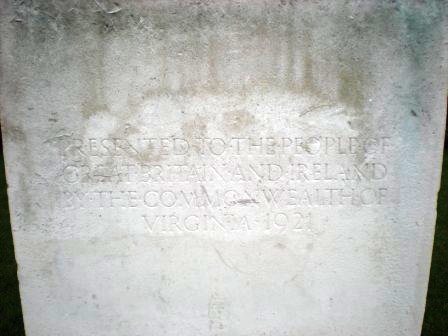 PRESENTED·TO·THE·PEOPLE·OF
GREAT·BRITAIN·AND·IRELAND
BY·THE·COMMONWEALTH·OF
VIRGINIA·1921